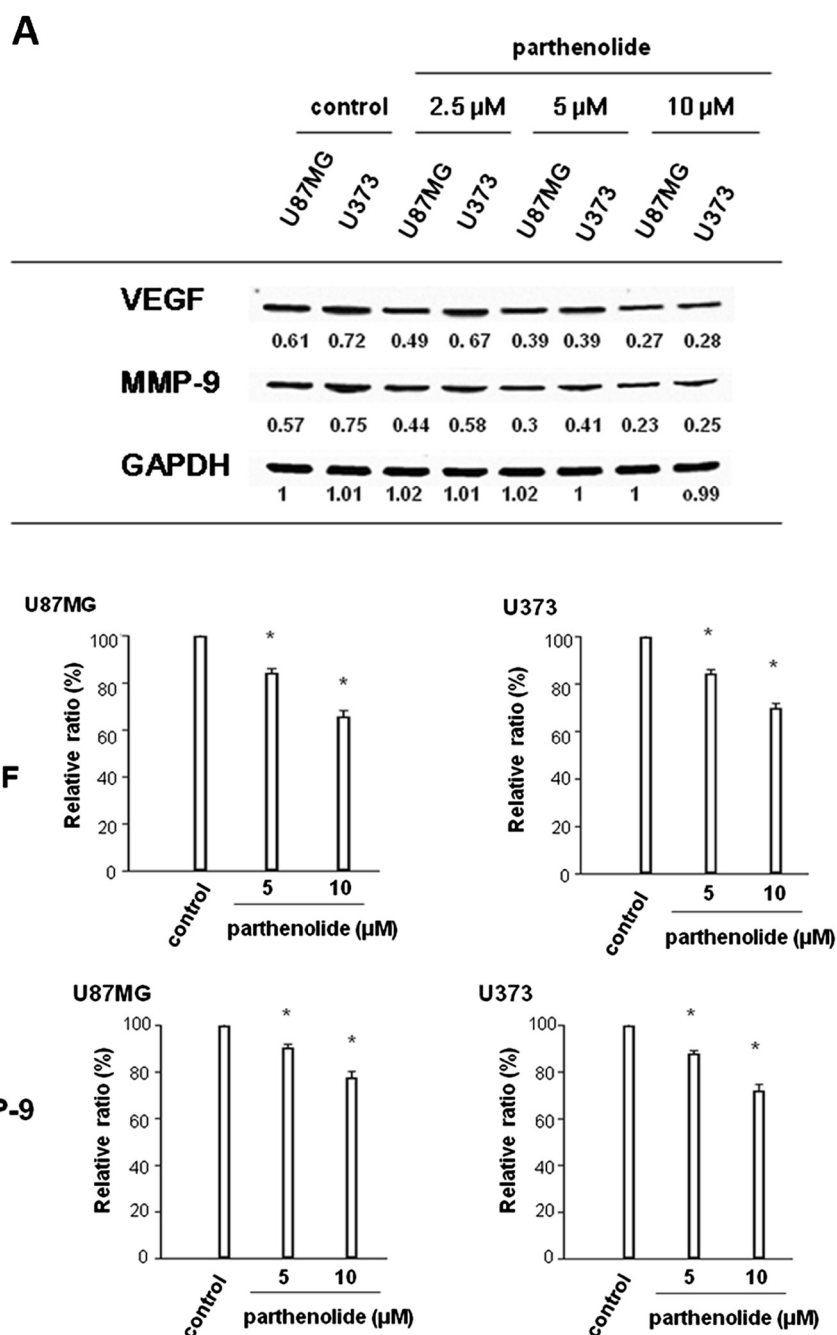 A
parthenolide
control 2.5 µM 5 µM 10 µM
U87MG U373 U87MG U373 U87MG U373 U87MG U373
VEGF
0.61 0.72 0.49 0.67 0.39 0.39 0.27 0.28
MMP-9
0.57 0.75 0.44 0.58 0.3 0.41 0.23 0.25
GAPDH
1 1.01 1.02 1.01 1.02 1 1 0.99
U87MG
Relative ratio (%)
100
80
60
40
20
0
* *
control 5 10
parthenolide (µM)
U373
Relative ratio (%)
100
80
60
40
20
0
* *
control 5 10
parthenolide (µM)
F
U87MG
Relative ratio (%)
100
80
60
40
20
0
* *
control 5 10
parthenolide (µM)
U373
Relative ratio (%)
100
80
60
40
20
0
* *
control 5 10
parthenolide (µM)
P-9